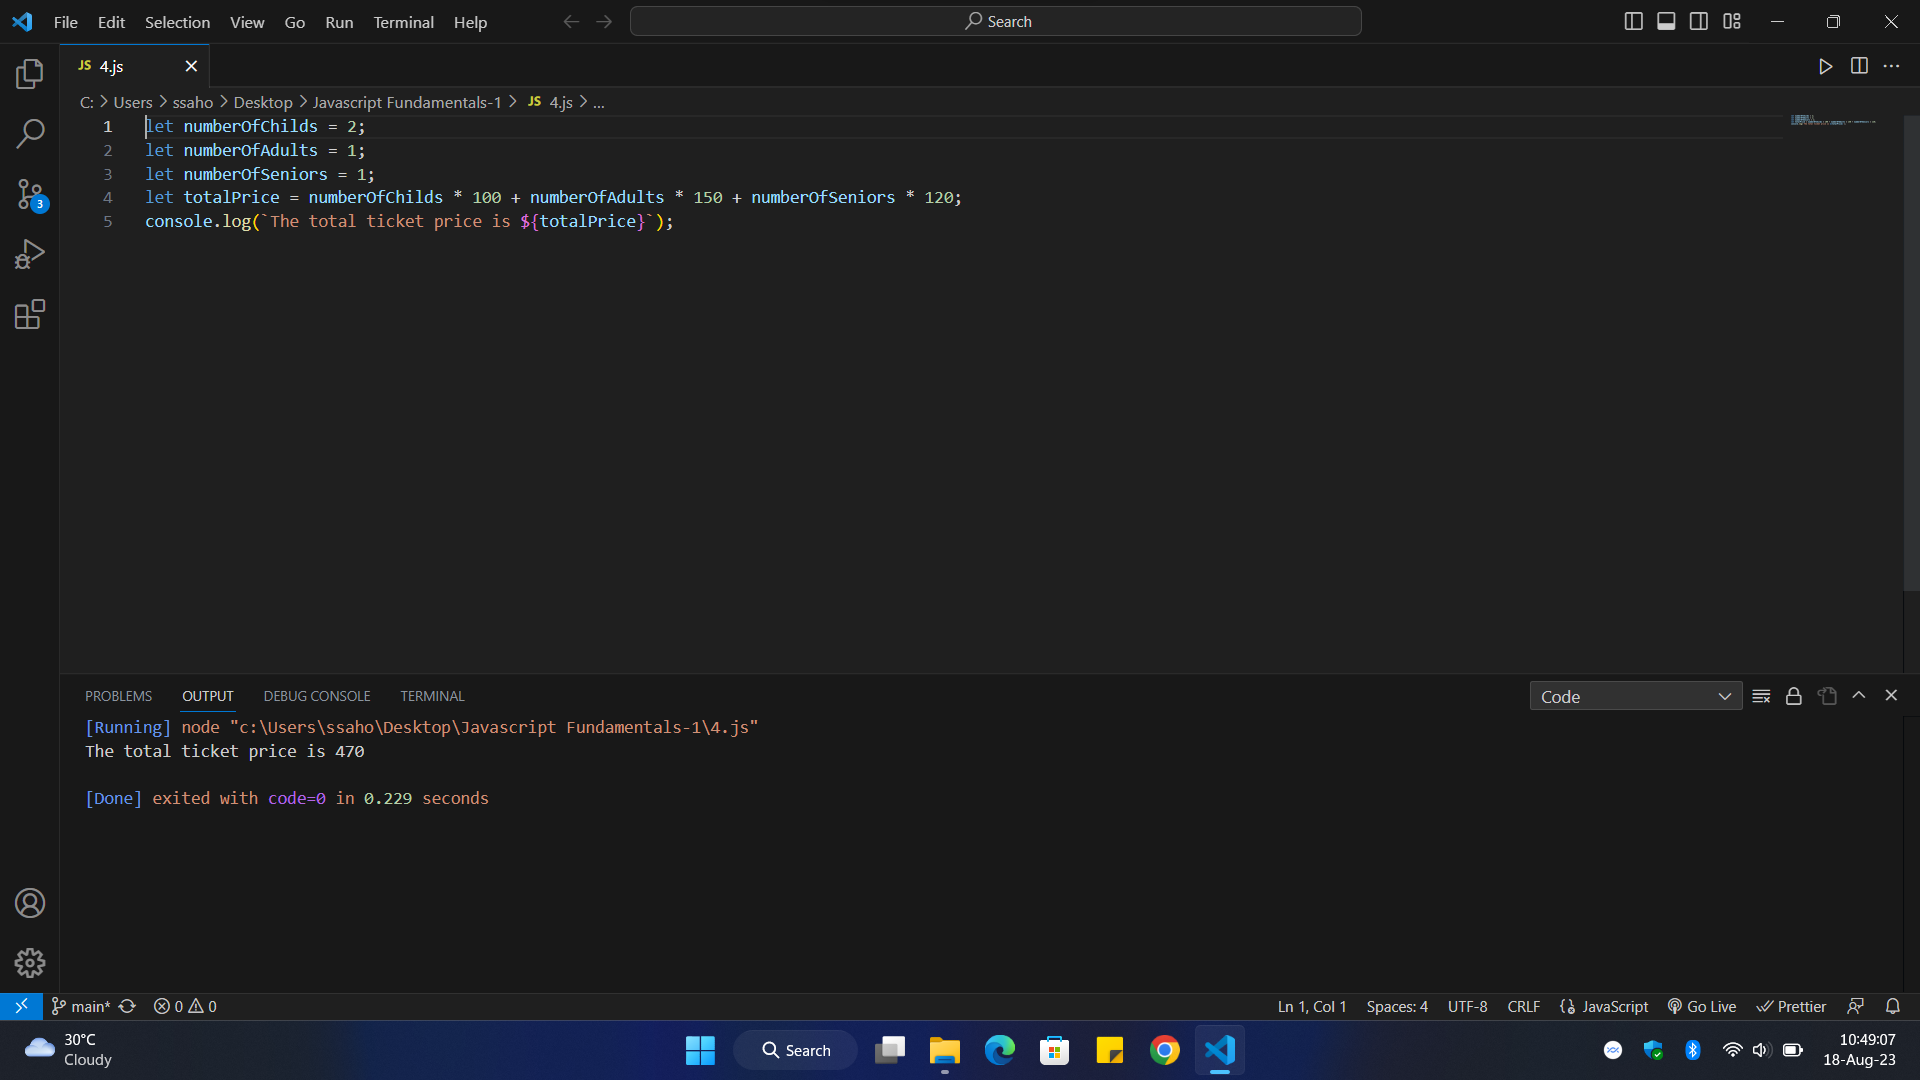 File Edit Selection View Go Run Terminal Help
Search
JS 4.js
C: Users ssaho Desktop Javascript Fundamentals-1 JS 4.js ...
1 let numberOfChilds = 2;
2 let numberOfAdults = 1;
3 let numberOfSeniors = 1;
4 let totalPrice = numberOfChilds * 100 + numberOfAdults * 150 + numberOfSeniors * 120;
5 console.log(`The total ticket price is ${totalPrice}`);
3
PROBLEMS OUTPUT DEBUG CONSOLE TERMINAL
Code
[Running] node "c:\Users\ssaho\Desktop\Javascript Fundamentals-1\4.js"
The total ticket price is 470
[Done] exited with code=0 in 0.229 seconds
main* 0 0 Ln 1, Col 1 Spaces: 4 UTF-8 CRLF JavaScript Go Live Prettier
30°C
Cloudy
Search
10:49:07
18-Aug-23